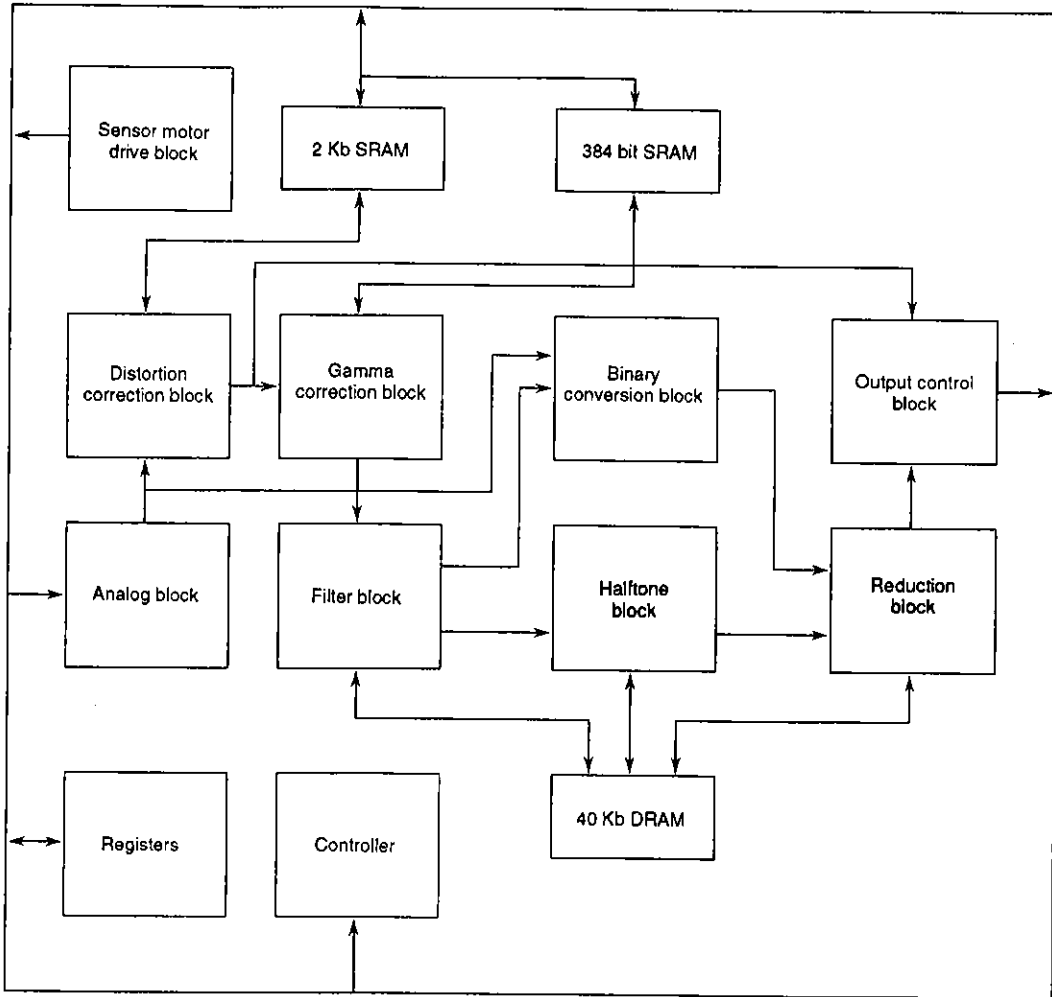 Sensor motor
drive block
2 Kb SRAM
384 bit SRAM
Distortion
correction block
Gamma
correction block
Binary
conversion block
Output control
block
Analog block
Filter block
Halftone
block
Reduction
block
Registers
Controller
40 Kb DRAM